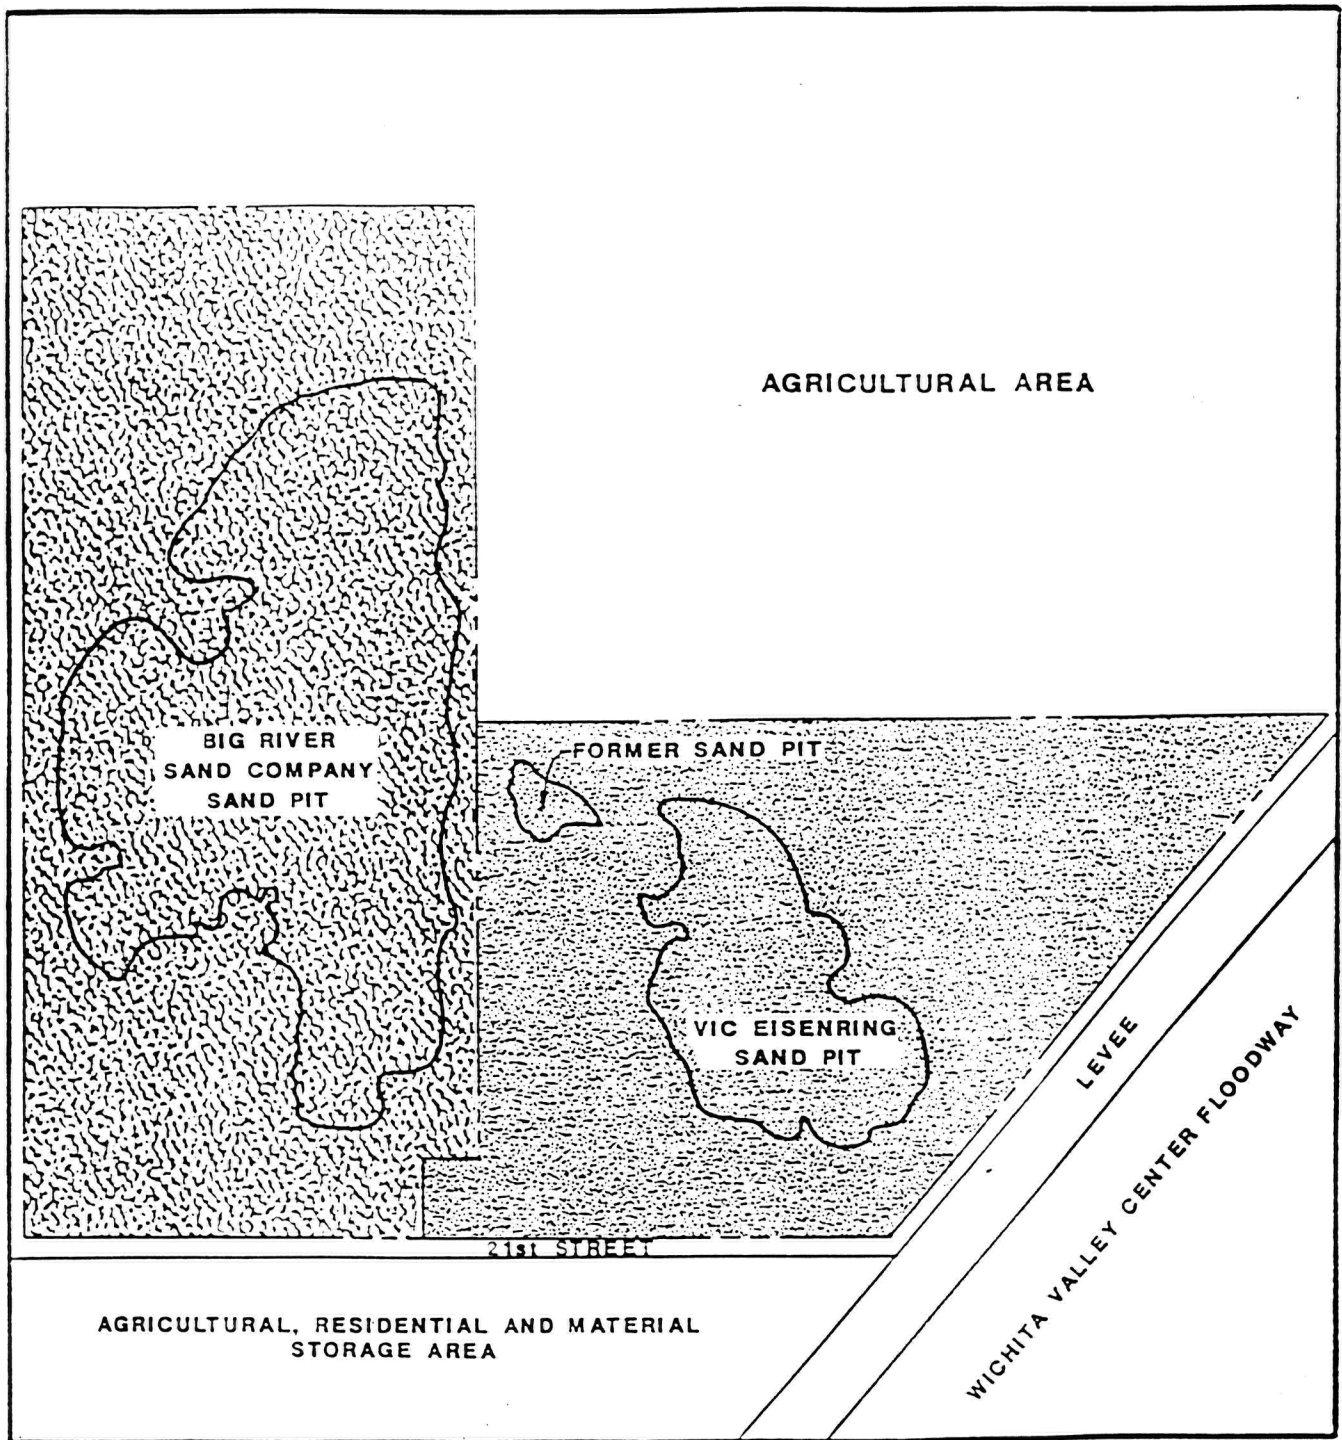 AGRICULTURAL AREA
BIG RIVER
SAND COMPANY
SAND PIT
FORMER SAND PIT
VIC EISENRING
SAND PIT
LEVEE
WICHITA VALLEY CENTER FLOODWAY
21st STREET
AGRICULTURAL, RESIDENTIAL AND MATERIAL
STORAGE AREA